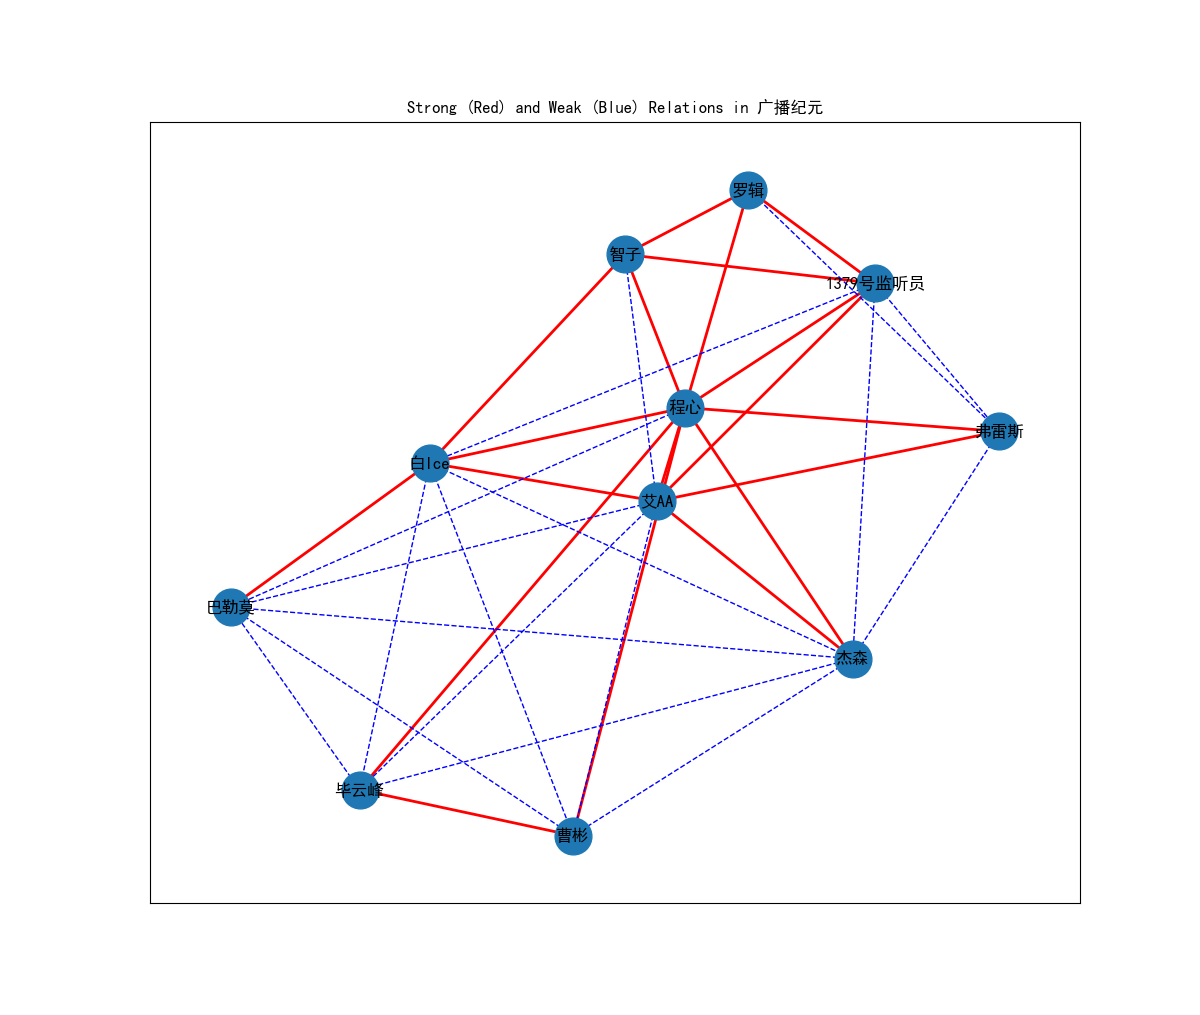 Strong (Red) and Weak (Blue) Relations in 广播纪元
罗辑
智子
1379号监听员
程心
弗雷斯
白Ice
艾AA
巴勒莫
杰森
毕云峰
曹彬